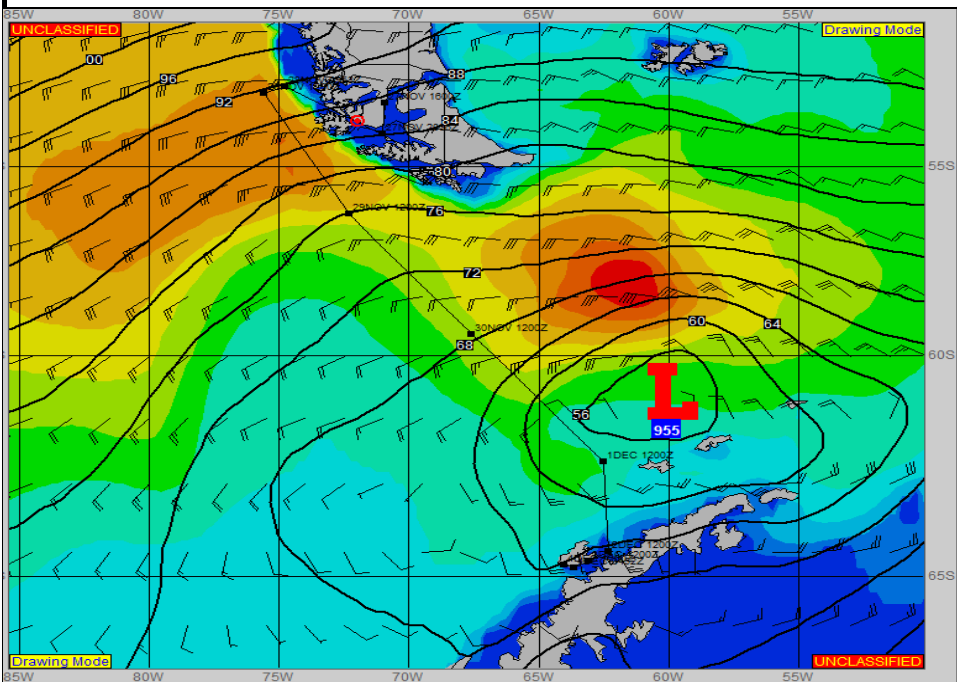 85W 80W 75W 70W 65W 60W 55W
UNCLASSIFIED
Drawing Mode
00
96
92
88
84
55S
80
29NOV 1200Z
76
72
30NOV 1200Z
68
60
64
60S
56
L
955
1DEC 1200Z
65S
Drawing Mode
UNCLASSIFIED
85W 80W 75W 70W 65W 60W 55W